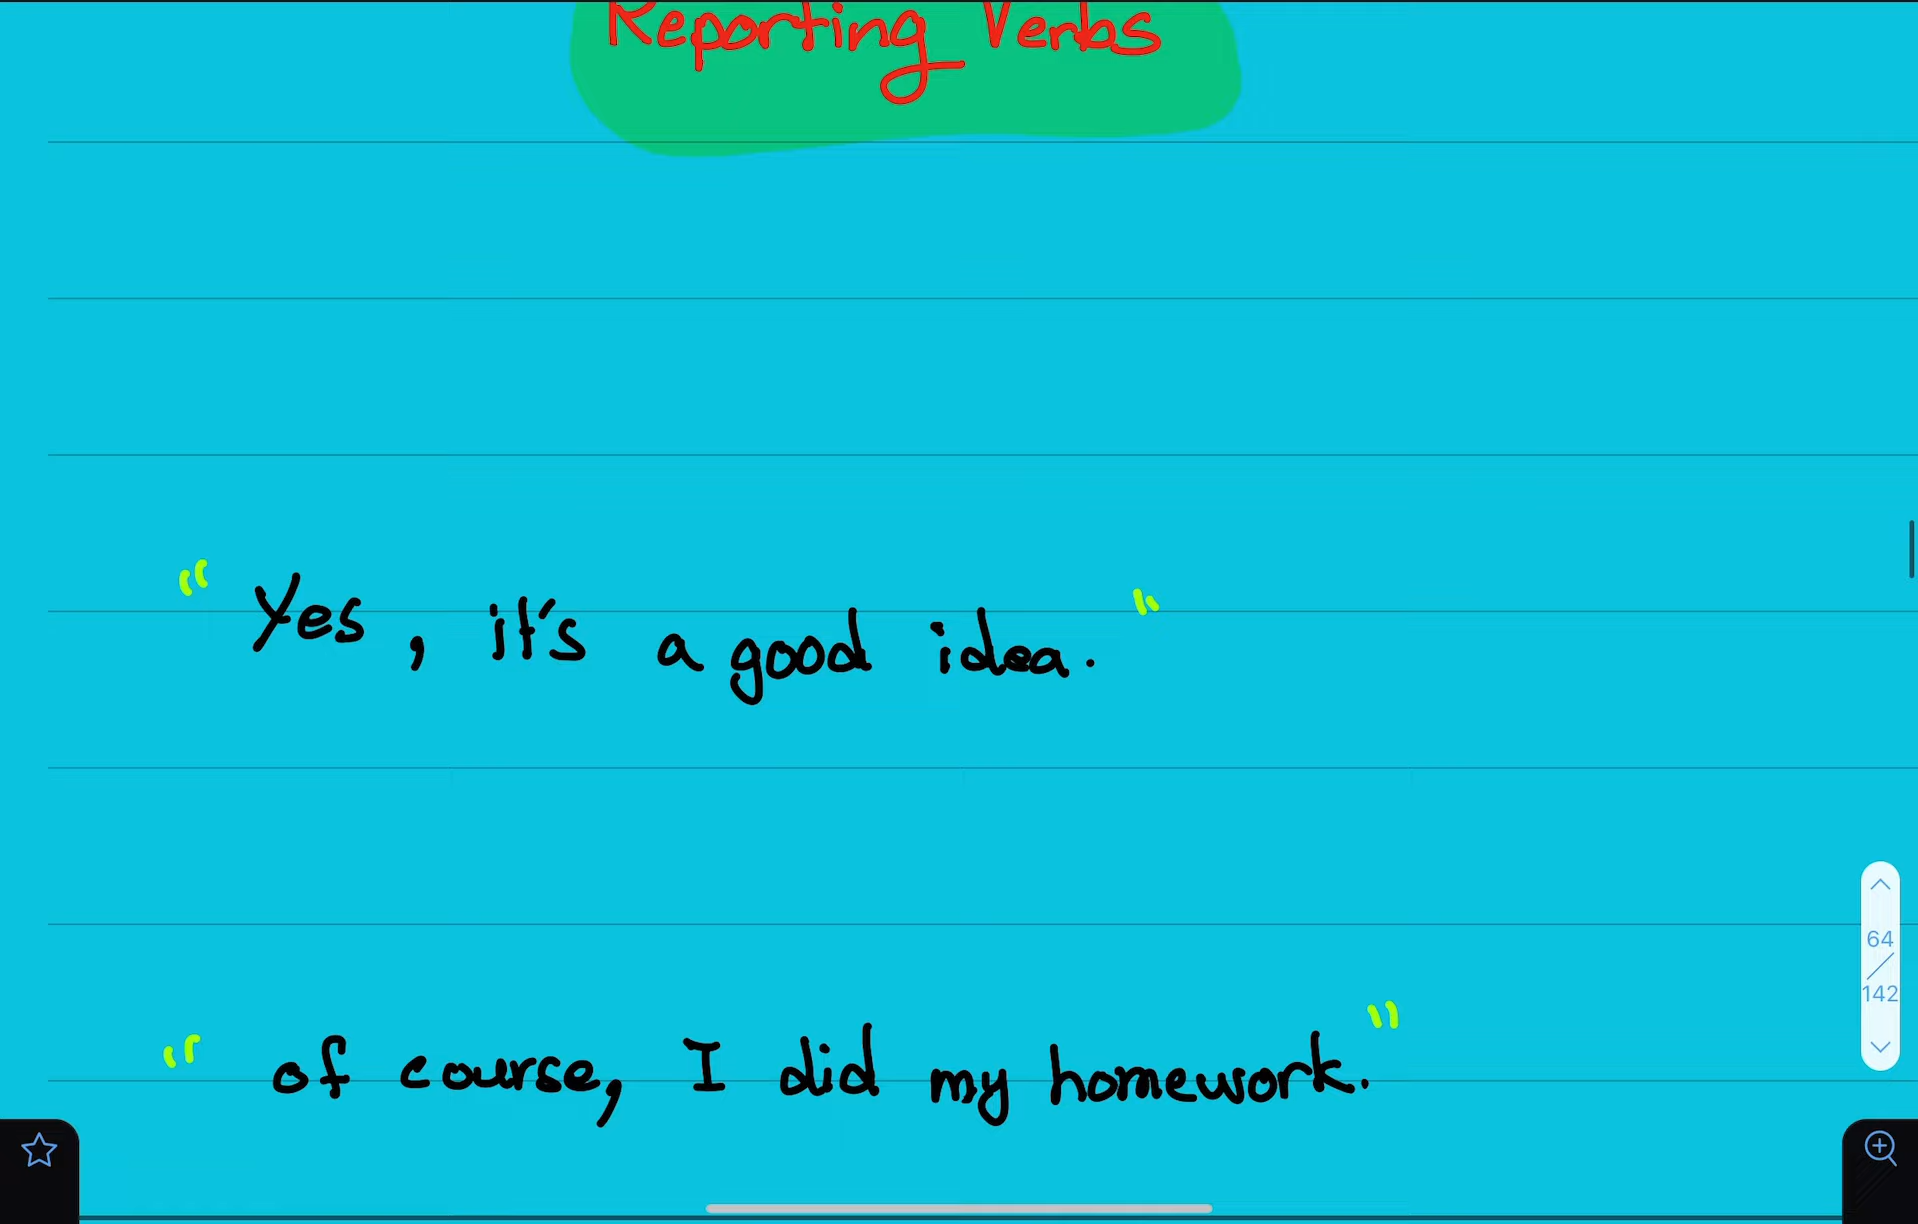 Reporting Verbs
" Yes, it's a good idea. "
" of course, I did my homework. "
64
/
142